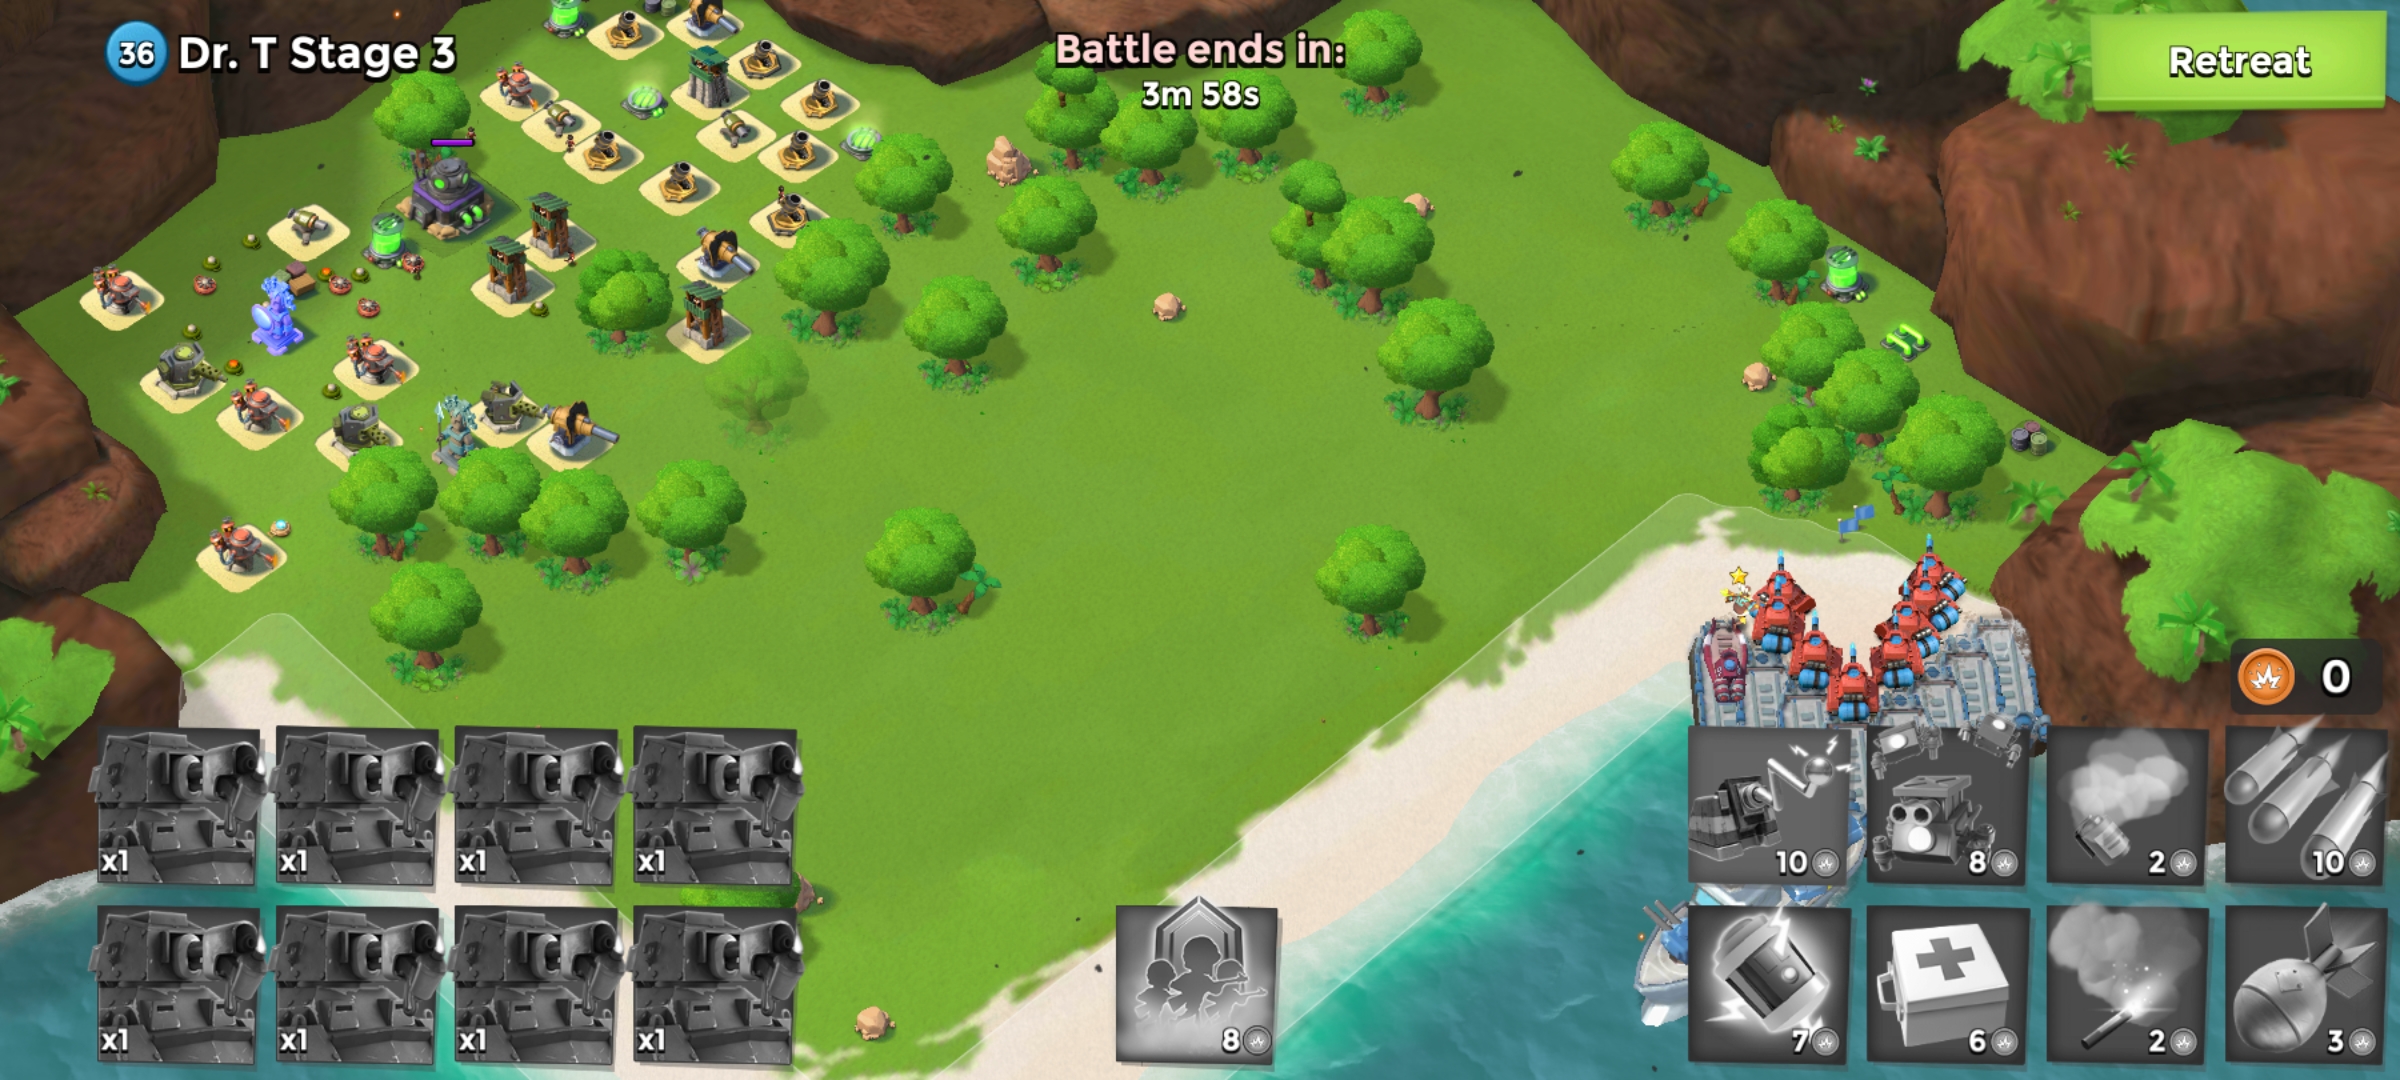 36 Dr. T Stage 3
Battle ends in:
3m 58s
Retreat
0
x1 x1 x1 x1
10 8 2 10
x1 x1 x1 x1
8
7 6 2 3